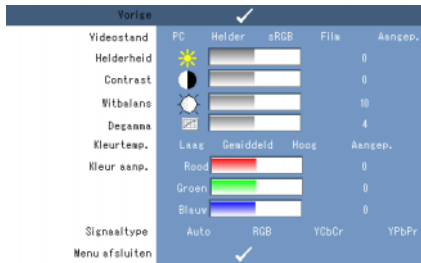 Vorige
Videostand PC Helder sRGB Film Aangep.
Helderheid 0
Contrast 0
Witbalans 10
Degamma 4
Kleurtemp. Laag Gemiddeld Hoog Aangep.
Kleur aanp. Rood 0
Groen 0
Blauw 0
Signaaltype Auto RGB YCbCr YPbPr
Menu afsluiten